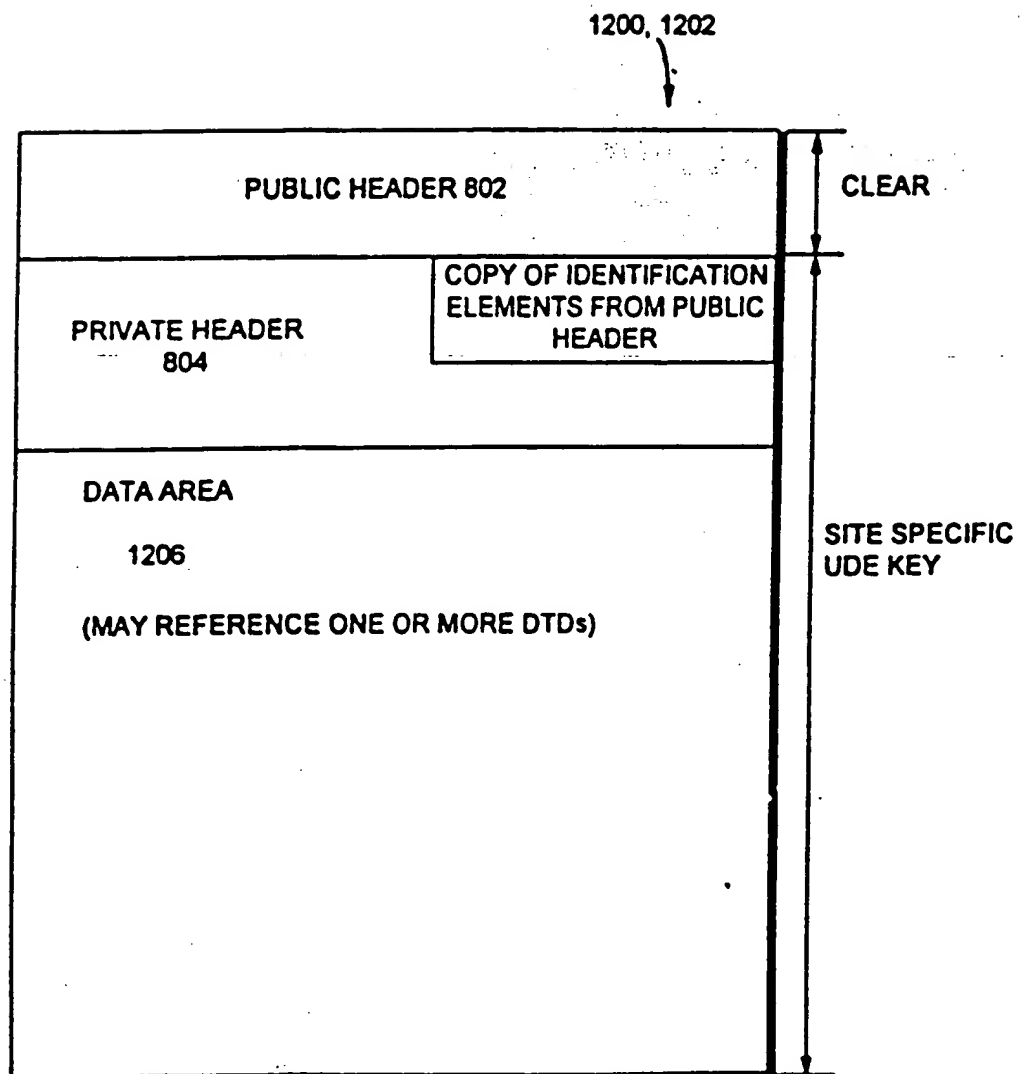 1200, 1202
PUBLIC HEADER 802
CLEAR
COPY OF IDENTIFICATION
ELEMENTS FROM PUBLIC
HEADER
PRIVATE HEADER
804
DATA AREA
1206
(MAY REFERENCE ONE OR MORE DTDs)
SITE SPECIFIC
UDE KEY